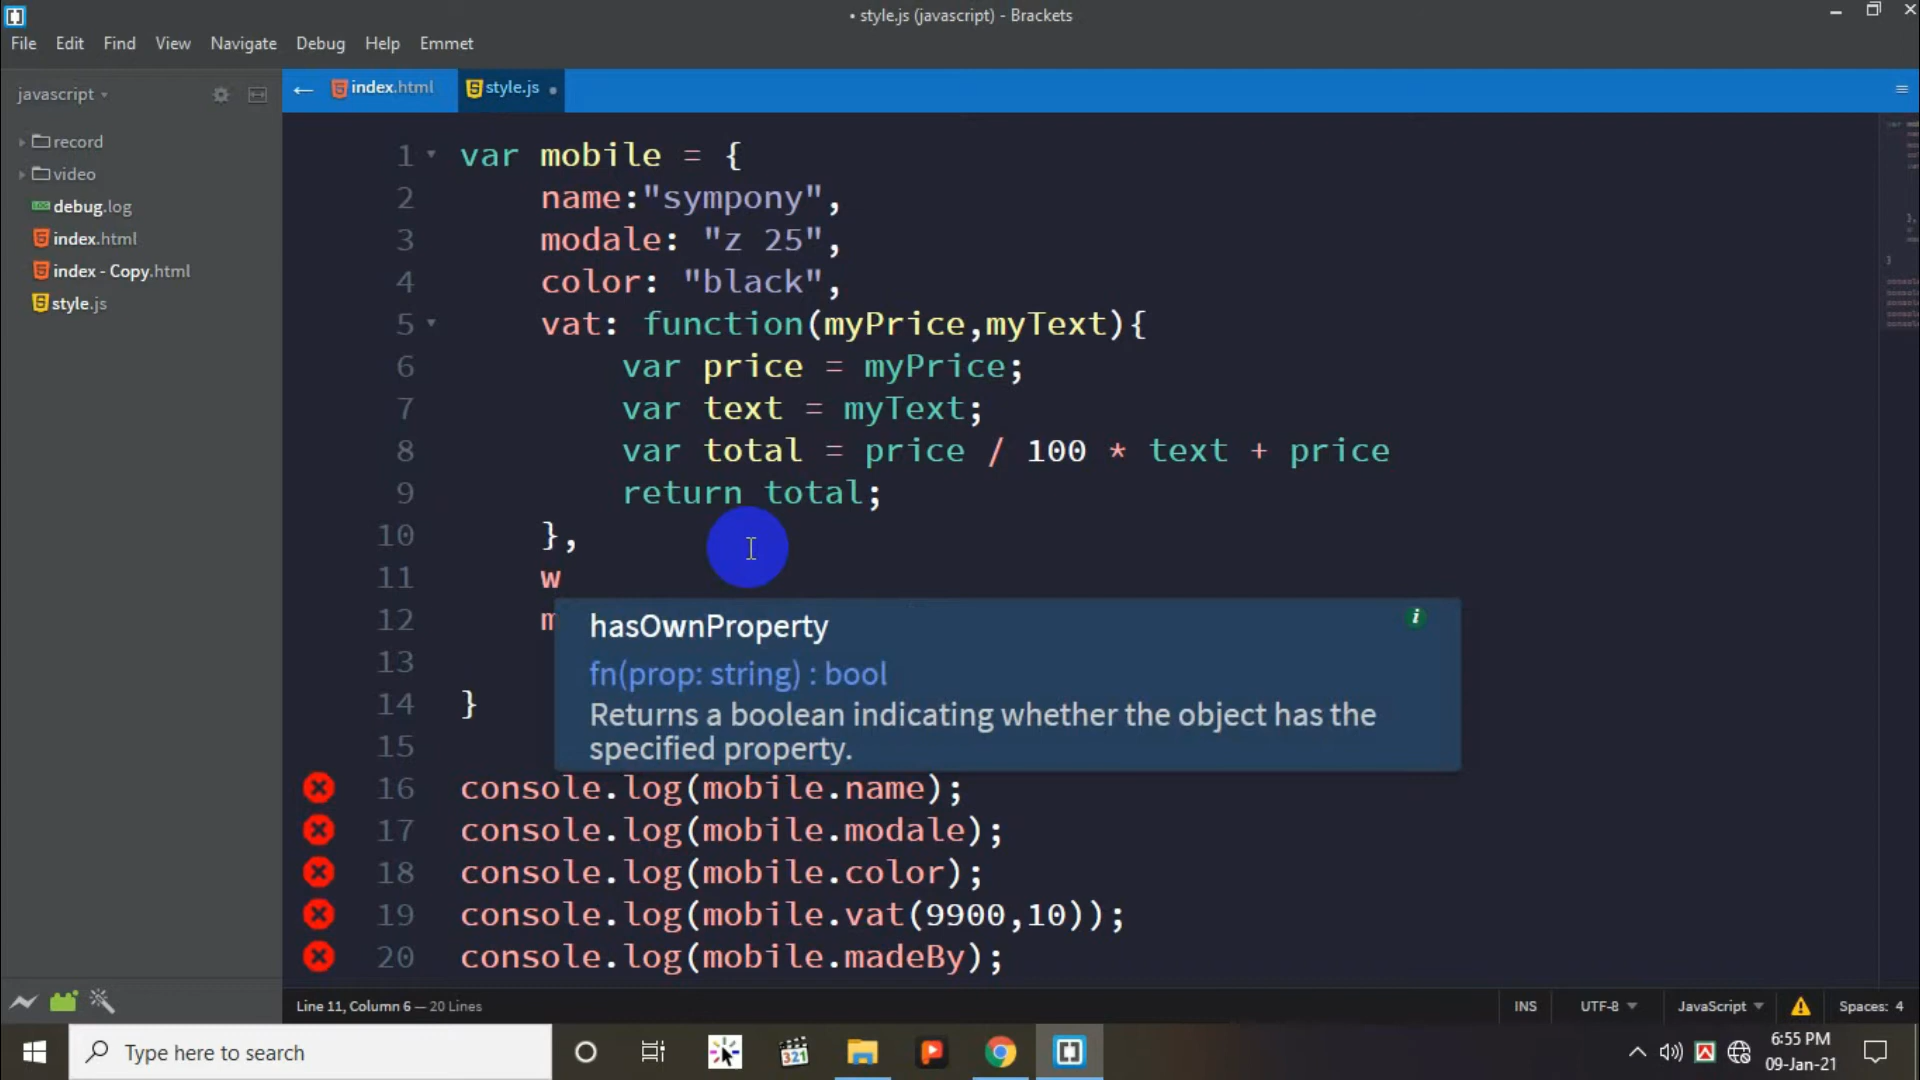 • style.js (javascript) - Brackets
File Edit Find View Navigate Debug Help Emmet
javascript
index.html
style.js
record
video
debug.log
index.html
index - Copy.html
style.js
1 var mobile = {
2 name:"sympony",
3 modale: "z 25",
4 color: "black",
5 vat: function(myPrice,myText){
6 var price = myPrice;
7 var text = myText;
8 var total = price / 100 * text + price
9 return total;
10 },
11 w
12 m
13
14 }
15
hasOwnProperty
fn(prop: string) : bool
Returns a boolean indicating whether the object has the
specified property.
16 console.log(mobile.name);
17 console.log(mobile.modale);
18 console.log(mobile.color);
19 console.log(mobile.vat(9900,10));
20 console.log(mobile.madeBy);
Line 11, Column 6 — 20 Lines
INS UTF-8 JavaScript Spaces: 4
Type here to search
321
6:55 PM
09-Jan-21